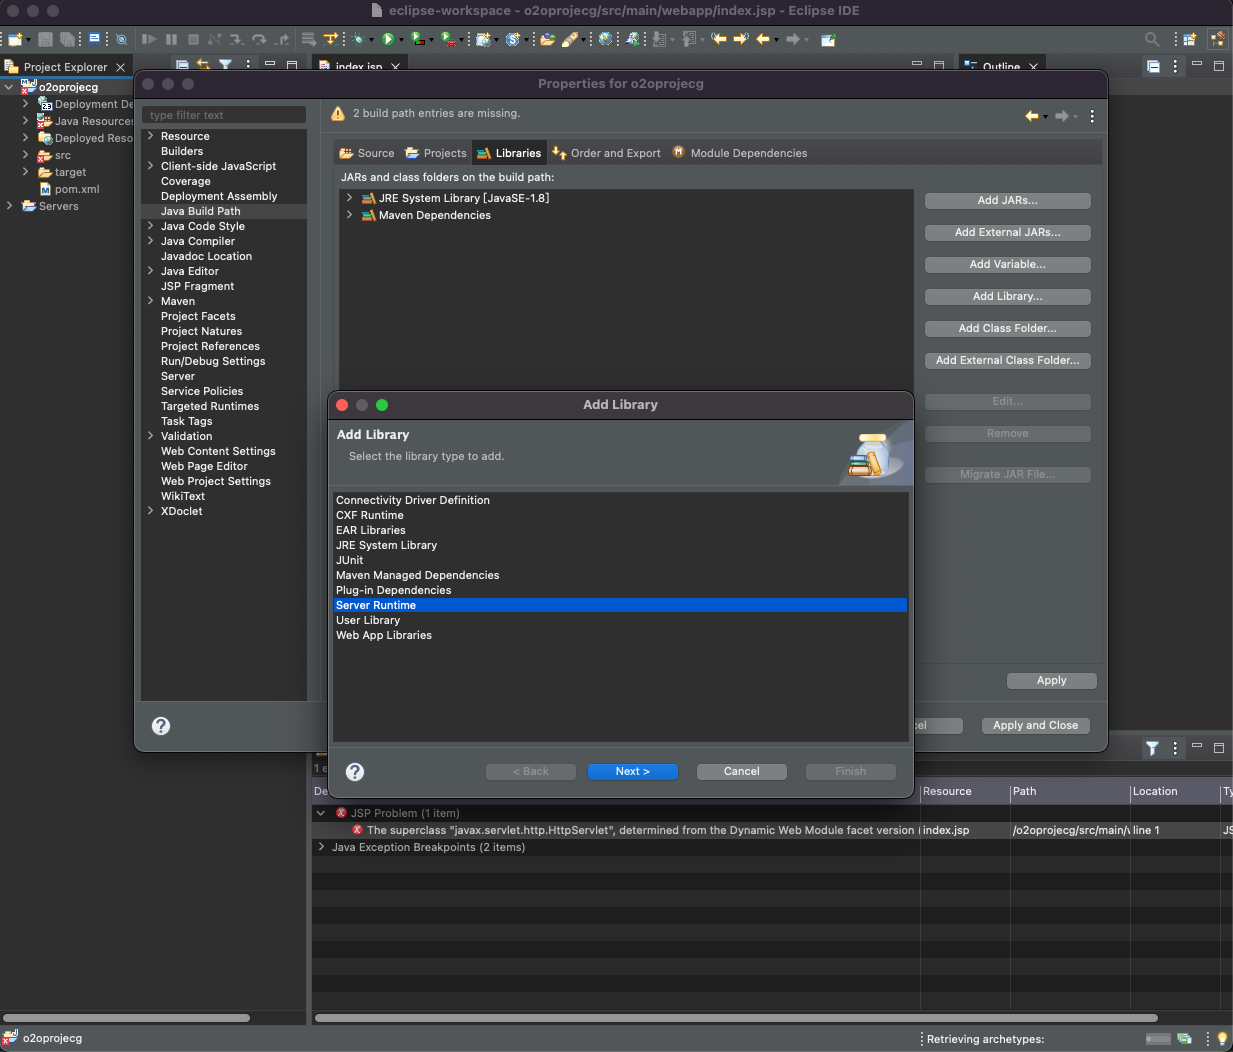 eclipse-workspace - o2oprojecg/src/main/webapp/index.jsp - Eclipse IDE
Project Explorer
index.jsp
Outline
o2oprojecg
Deployment De
Java Resources
Deployed Reso
src
target
pom.xml
Servers
Properties for o2oprojecg
type filter text
2 build path entries are missing.
Resource
Builders
Client-side JavaScript
Coverage
Deployment Assembly
Java Build Path
Java Code Style
Java Compiler
Javadoc Location
Java Editor
JSP Fragment
Maven
Project Facets
Project Natures
Project References
Run/Debug Settings
Server
Service Policies
Targeted Runtimes
Task Tags
Validation
Web Content Settings
Web Page Editor
Web Project Settings
WikiText
XDoclet
Source Projects Libraries Order and Export Module Dependencies
JARs and class folders on the build path:
JRE System Library [JavaSE-1.8]
Maven Dependencies
Add JARs...
Add External JARs...
Add Variable...
Add Library...
Add Class Folder...
Add External Class Folder...
Edit...
Remove
Migrate JAR File...
Apply
cel
Apply and Close
Add Library
Add Library
Select the library type to add.
Connectivity Driver Definition
CXF Runtime
EAR Libraries
JRE System Library
JUnit
Maven Managed Dependencies
Plug-in Dependencies
Server Runtime
User Library
Web App Libraries
< Back
Next >
Cancel
Finish
1 e
De Resource Path Location Ty
JSP Problem (1 item)
The superclass "javax.servlet.http.HttpServlet", determined from the Dynamic Web Module facet version ( index.jsp /o2oprojecg/src/main/v line 1 JS
Java Exception Breakpoints (2 items)
o2oprojecg
Retrieving archetypes: